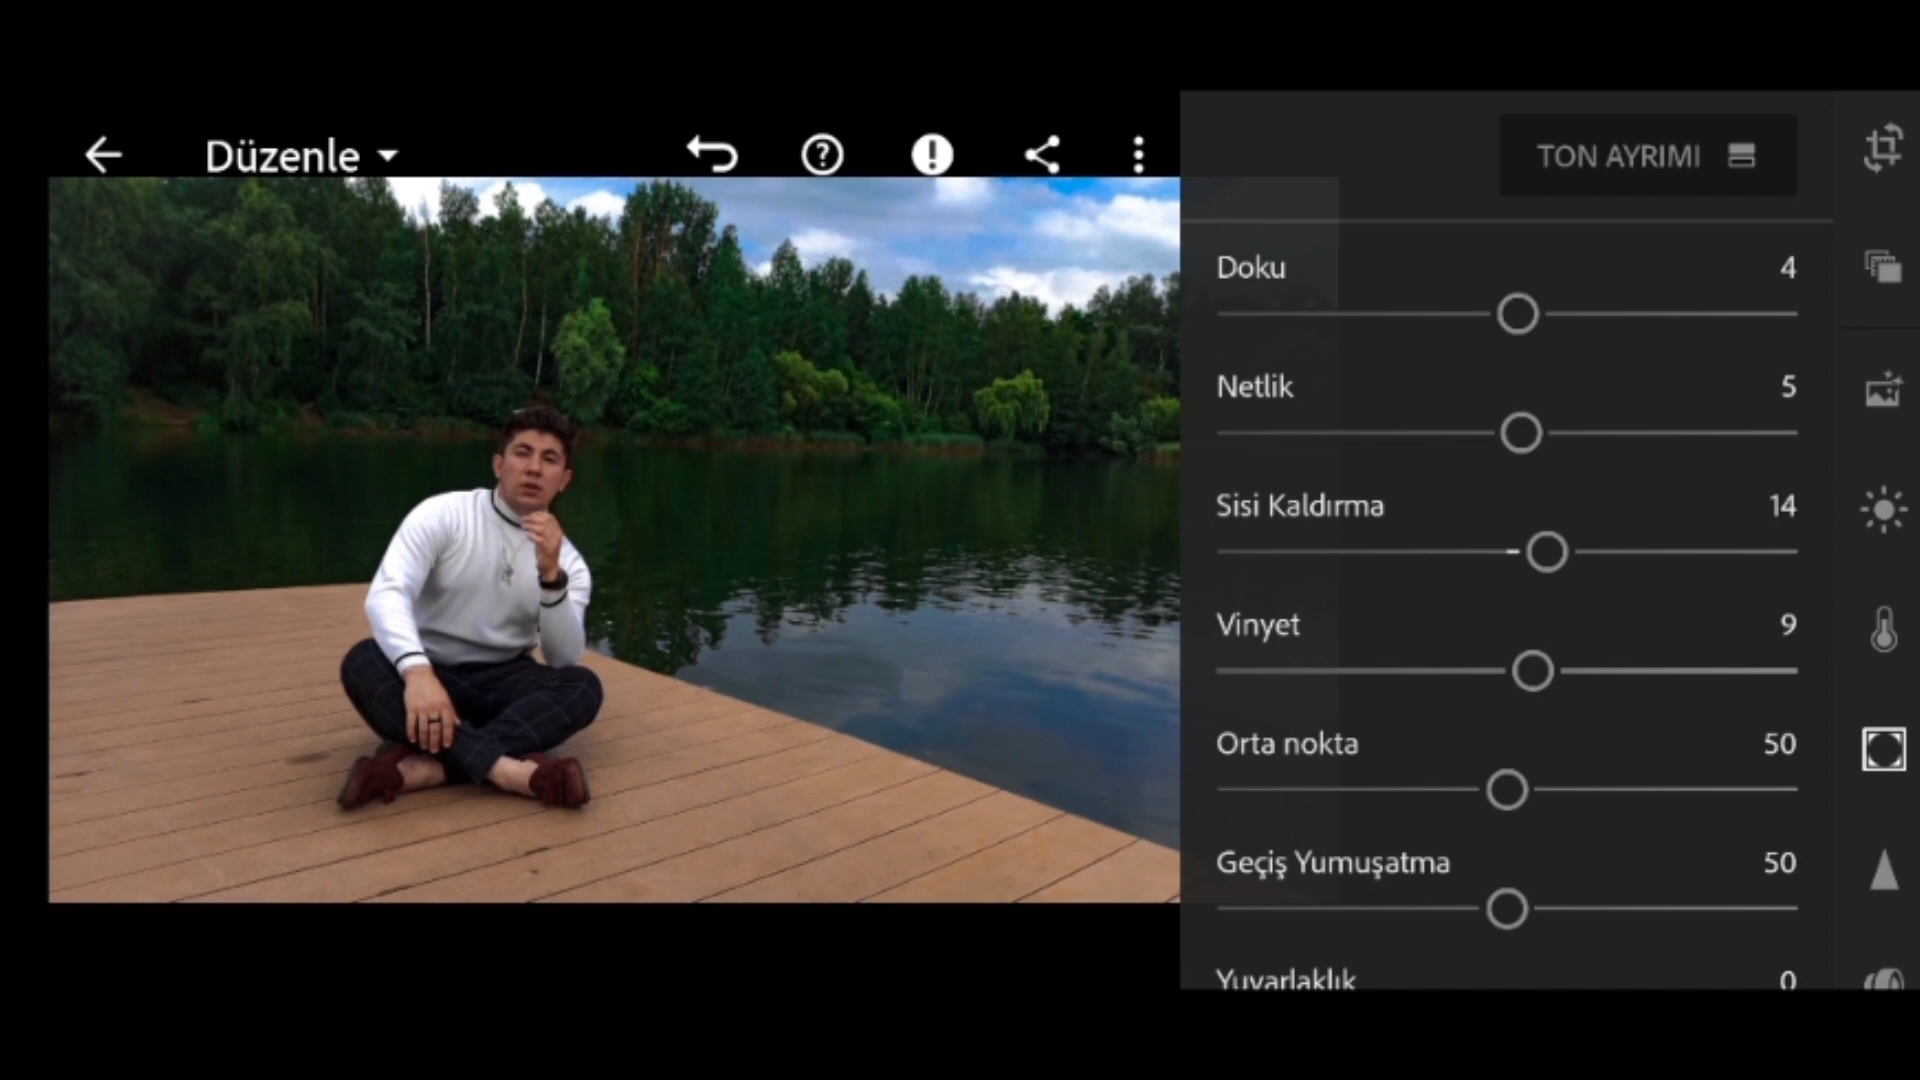 Düzenle
TON AYRIMI
Doku 4
Netlik 5
Sisi Kaldırma 14
Vinyet 9
Orta nokta 50
Geçiş Yumuşatma 50
Yuvarlaklık 0